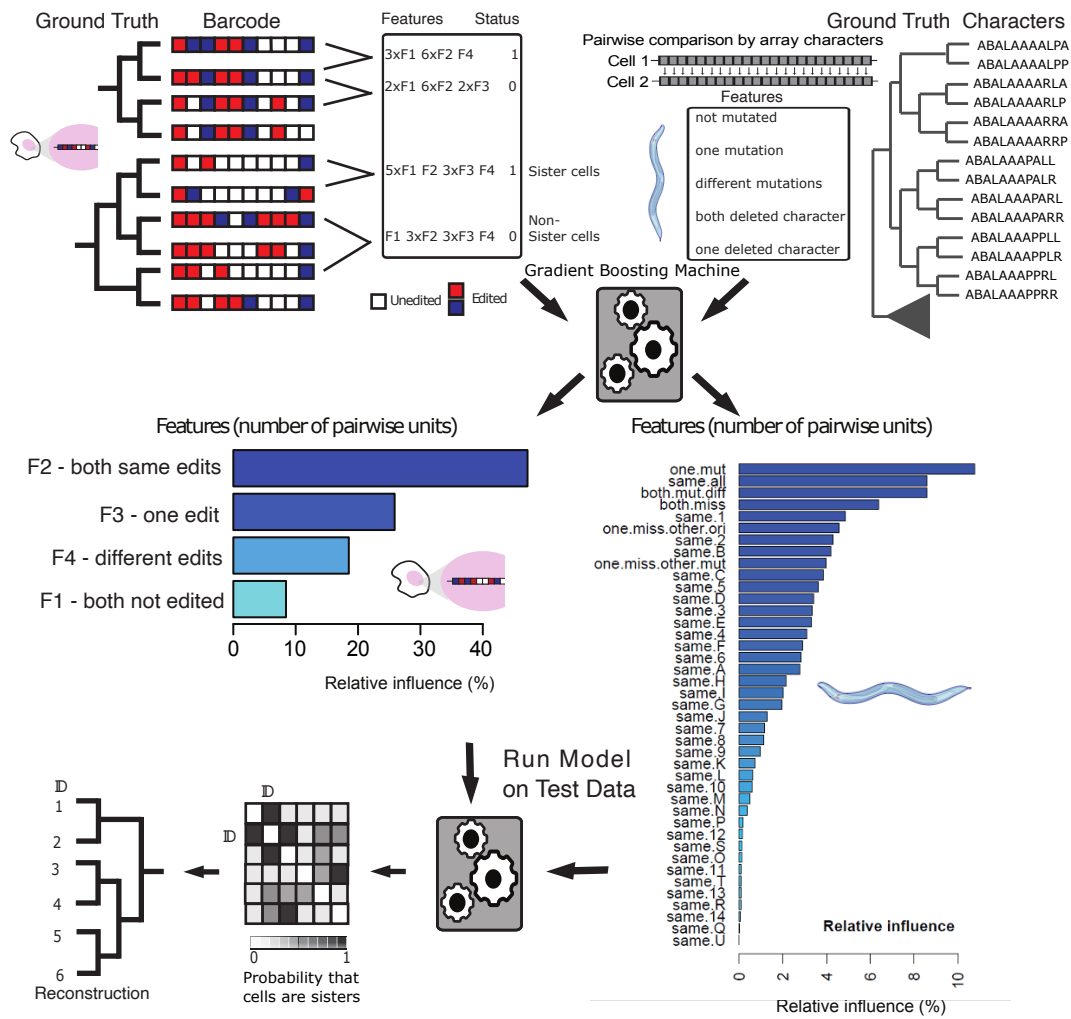 Ground Truth
Barcode
Features
Status
3xF1 6xF2 F4 1
2xF1 6xF2 2xF3 0
5xF1 F2 3xF3 F4 1
Sister cells
F1 3xF2 3xF3 F4 0
Non-
Sister cells
Unedited
Edited
Ground Truth
Characters
Pairwise comparison by array characters
Cell 1
Cell 2
Features
not mutated
one mutation
different mutations
both deleted character
one deleted character
ABALAAAALPA
ABALAAAALPP
ABALAAAARLA
ABALAAAARLP
ABALAAAARRA
ABALAAAARRP
ABALAAAPALL
ABALAAAPALR
ABALAAAPARL
ABALAAAPARR
ABALAAAPPLL
ABALAAAPPLR
ABALAAAPPRL
ABALAAAPPRR
Gradient Boosting Machine
Features (number of pairwise units)
F2 - both same edits
F3 - one edit
F4 - different edits
F1 - both not edited
0 10 20 30 40
Relative influence (%)
Features (number of pairwise units)
one.mut
same.all
both.mut.diff
both.miss
same.1
one.miss.other.ori
same.2
same.B
one.miss.other.mut
same.C
same.5
same.D
same.3
same.E
same.4
same.F
same.6
same.A
same.H
same.I
same.G
same.J
same.7
same.8
same.9
same.K
same.L
same.10
same.M
same.N
same.P
same.12
same.S
same.O
same.11
same.T
same.13
same.R
same.14
same.Q
same.U
Relative influence
0 2 4 6 8 10
Relative influence (%)
Run Model
on Test Data
ID
1
2
3
4
5
6
Reconstruction
ID
ID
0 1
Probability that
cells are sisters